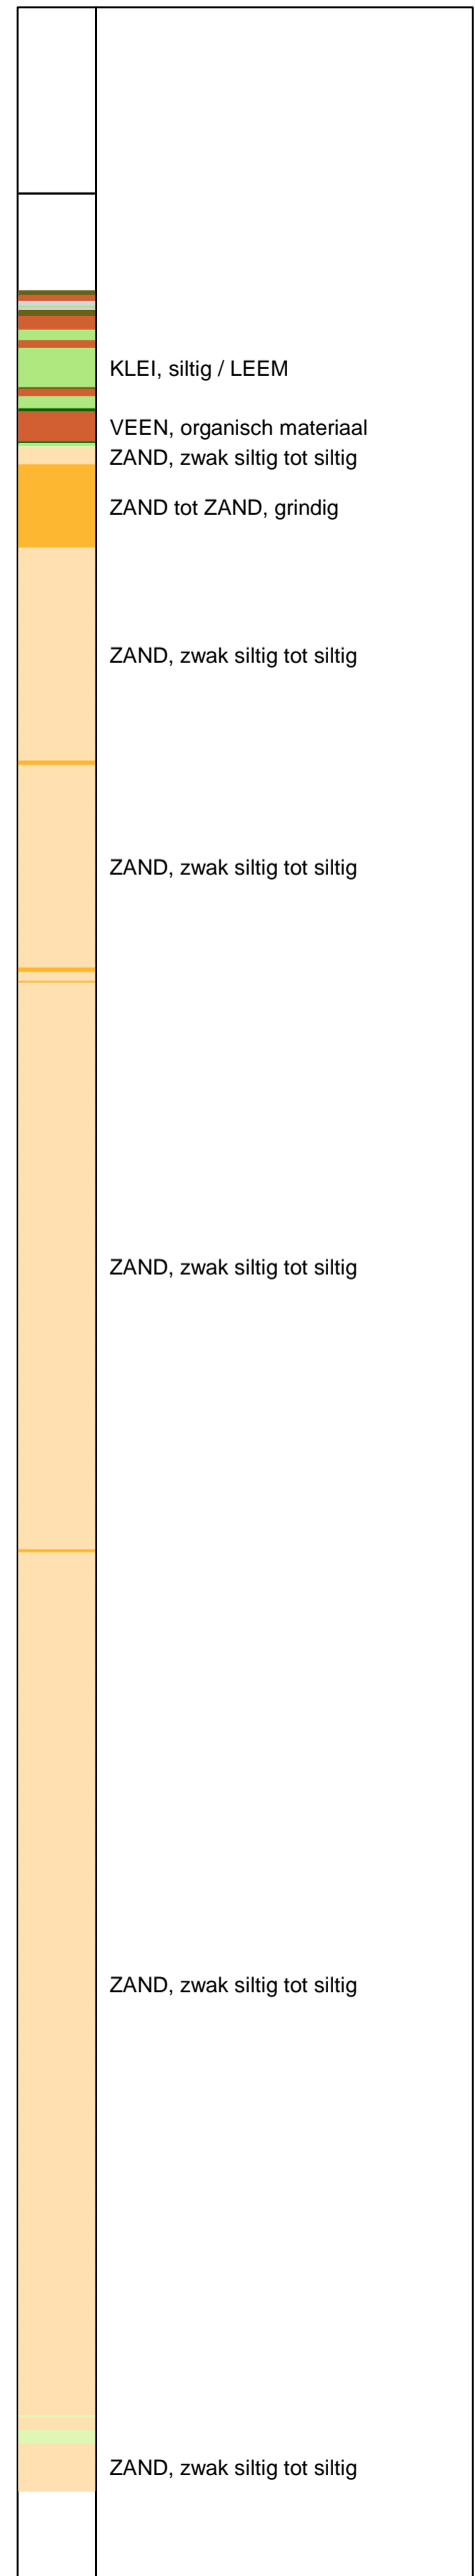 KLEI, siltig / LEEM
VEEN, organisch materiaal
ZAND, zwak siltig tot siltig
ZAND tot ZAND, grindig
ZAND, zwak siltig tot siltig
ZAND, zwak siltig tot siltig
ZAND, zwak siltig tot siltig
ZAND, zwak siltig tot siltig
ZAND, zwak siltig tot siltig